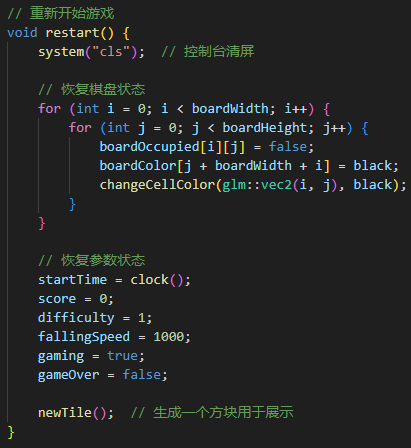 // 重新开始游戏
void restart() {
    system("cls");  // 控制台清屏

    // 恢复棋盘状态
    for (int i = 0; i < boardWidth; i++) {
        for (int j = 0; j < boardHeight; j++) {
            boardOccupied[i][j] = false;
            boardColor[j + boardWidth + i] = black;
            changeCellColor(glm::vec2(i, j), black);
        }
    }

    // 恢复参数状态
    startTime = clock();
    score = 0;
    difficulty = 1;
    fallingSpeed = 1000;
    gaming = true;
    gameOver = false;

    newTile();  // 生成一个方块用于展示
}